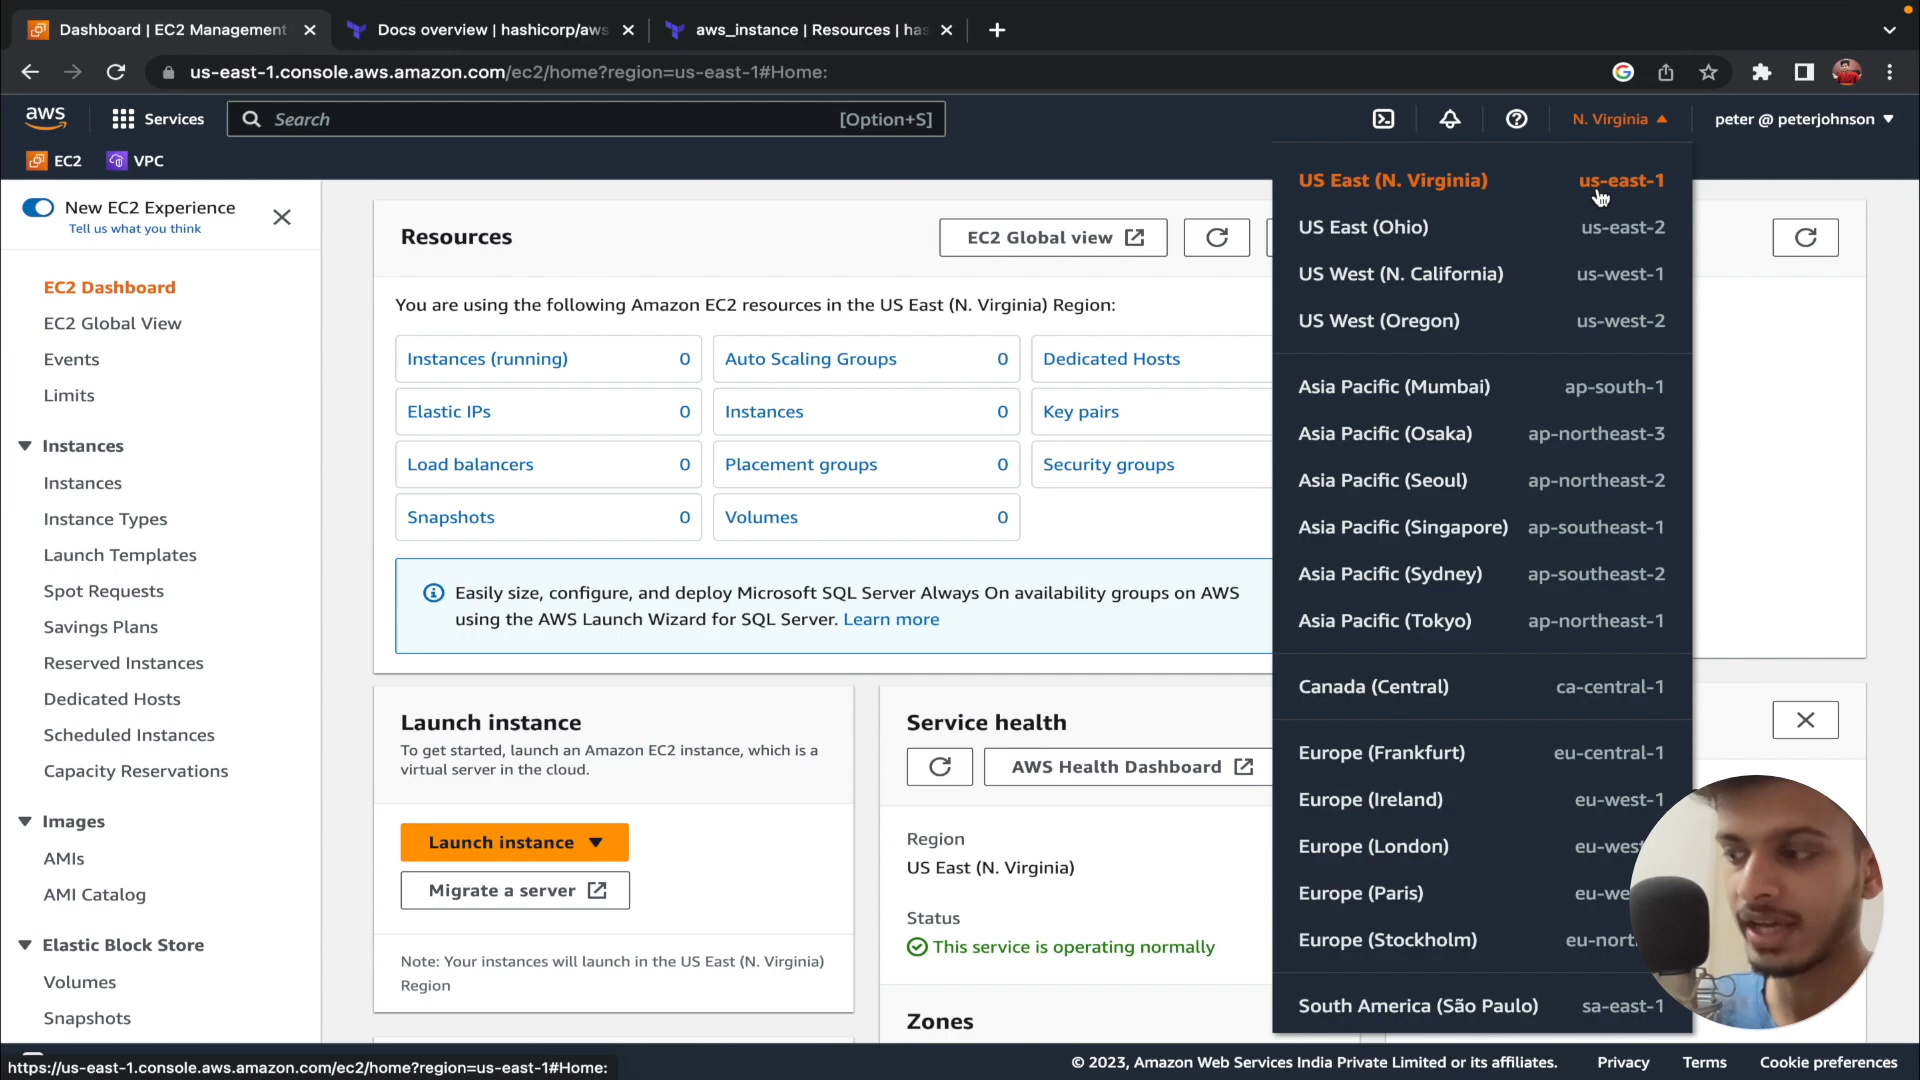 Dashboard | EC2 Management
Docs overview | hashicorp/aws
aws_instance | Resources | has
us-east-1.console.aws.amazon.com/ec2/home?region=us-east-1#Home:
aws
Services
Search
[Option+S]
N. Virginia
peter @ peterjohnson
EC2
VPC
New EC2 Experience
Tell us what you think
EC2 Dashboard
EC2 Global View
Events
Limits
Instances
Instances
Instance Types
Launch Templates
Spot Requests
Savings Plans
Reserved Instances
Dedicated Hosts
Scheduled Instances
Capacity Reservations
Images
AMIs
AMI Catalog
Elastic Block Store
Volumes
Snapshots
Resources
EC2 Global view
You are using the following Amazon EC2 resources in the US East (N. Virginia) Region:
Instances (running) 0
Auto Scaling Groups 0
Dedicated Hosts
Elastic IPs 0
Instances 0
Key pairs
Load balancers 0
Placement groups 0
Security groups
Snapshots 0
Volumes 0
Easily size, configure, and deploy Microsoft SQL Server Always On availability groups on AWS
using the AWS Launch Wizard for SQL Server. Learn more
Launch instance
To get started, launch an Amazon EC2 instance, which is a
virtual server in the cloud.
Launch instance
Migrate a server
Note: Your instances will launch in the US East (N. Virginia)
Region
Service health
AWS Health Dashboard
Region
US East (N. Virginia)
Status
This service is operating normally
Zones
US East (N. Virginia) us-east-1
US East (Ohio) us-east-2
US West (N. California) us-west-1
US West (Oregon) us-west-2
Asia Pacific (Mumbai) ap-south-1
Asia Pacific (Osaka) ap-northeast-3
Asia Pacific (Seoul) ap-northeast-2
Asia Pacific (Singapore) ap-southeast-1
Asia Pacific (Sydney) ap-southeast-2
Asia Pacific (Tokyo) ap-northeast-1
Canada (Central) ca-central-1
Europe (Frankfurt) eu-central-1
Europe (Ireland) eu-west-1
Europe (London) eu-wes
Europe (Paris) eu-we
Europe (Stockholm) eu-nor
South America (São Paulo) sa-east-1
https://us-east-1.console.aws.amazon.com/ec2/home?region=us-east-1#Home:
© 2023, Amazon Web Services India Private Limited or its affiliates.
Privacy
Terms
Cookie preferences